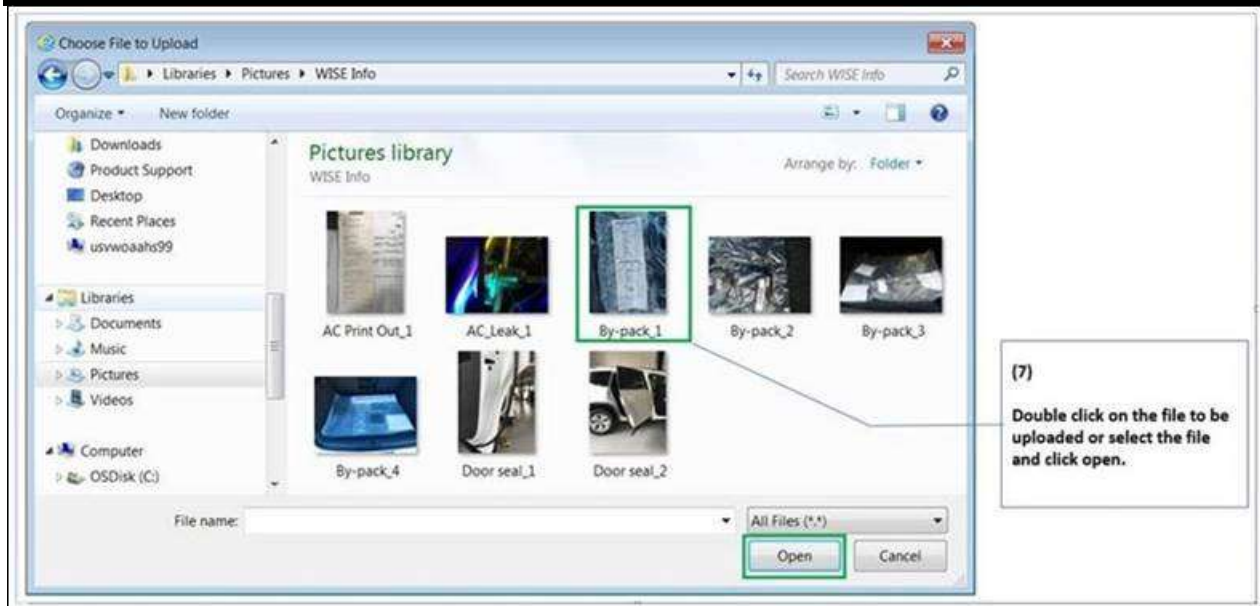 Choose File to Upload
Libraries ▸ Pictures ▸ WISE Info
Search WISE Info
Organize
New folder
Downloads
Product Support
Desktop
Recent Places
usvwoaahs99
Libraries
Documents
Music
Pictures
Videos
Computer
OSDisk (C:)
Pictures library
WISE Info
Arrange by: Folder
AC Print Out_1
AC_Leak_1
By-pack_1
By-pack_2
By-pack_3
By-pack_4
Door seal_1
Door seal_2
File name:
All Files (*.*)
Open
Cancel
(7)
Double click on the file to be
uploaded or select the file
and click open.